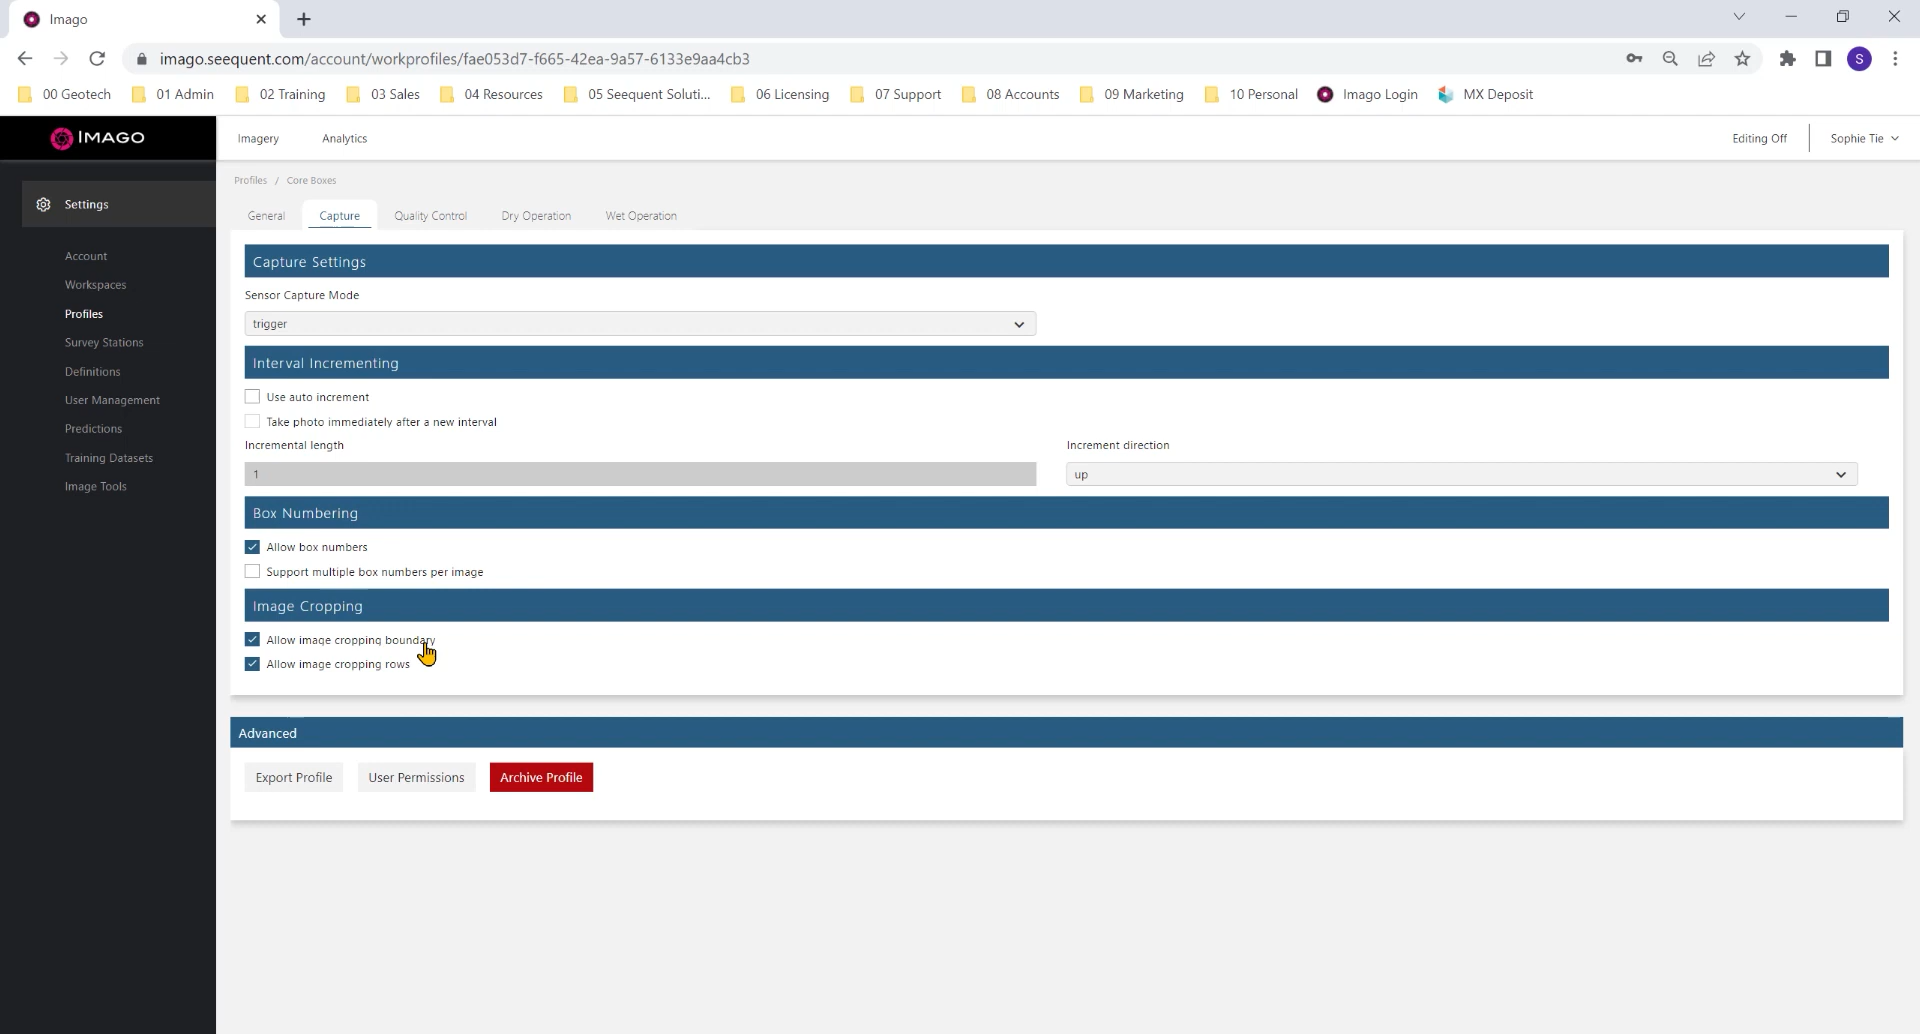 Imago
imago.seequent.com/account/workprofiles/fae053d7-f665-42ea-9a57-6133e9aa4cb3
S
00 Geotech 01 Admin 02 Training 03 Sales 04 Resources 05 Seequent Soluti... 06 Licensing 07 Support 08 Accounts 09 Marketing 10 Personal Imago Login MX Deposit
IMAGO Imagery Analytics Editing Off Sophie Tie
Profiles / Core Boxes
Settings
General Capture Quality Control Dry Operation Wet Operation
Account
Workspaces
Profiles
Survey Stations
Definitions
User Management
Predictions
Training Datasets
Image Tools
Capture Settings
Sensor Capture Mode
trigger
Interval Incrementing
Use auto increment
Take photo immediately after a new interval
Incremental length Increment direction
1 up
Box Numbering
Allow box numbers
Support multiple box numbers per image
Image Cropping
Allow image cropping boundary
Allow image cropping rows
Advanced
Export Profile User Permissions Archive Profile